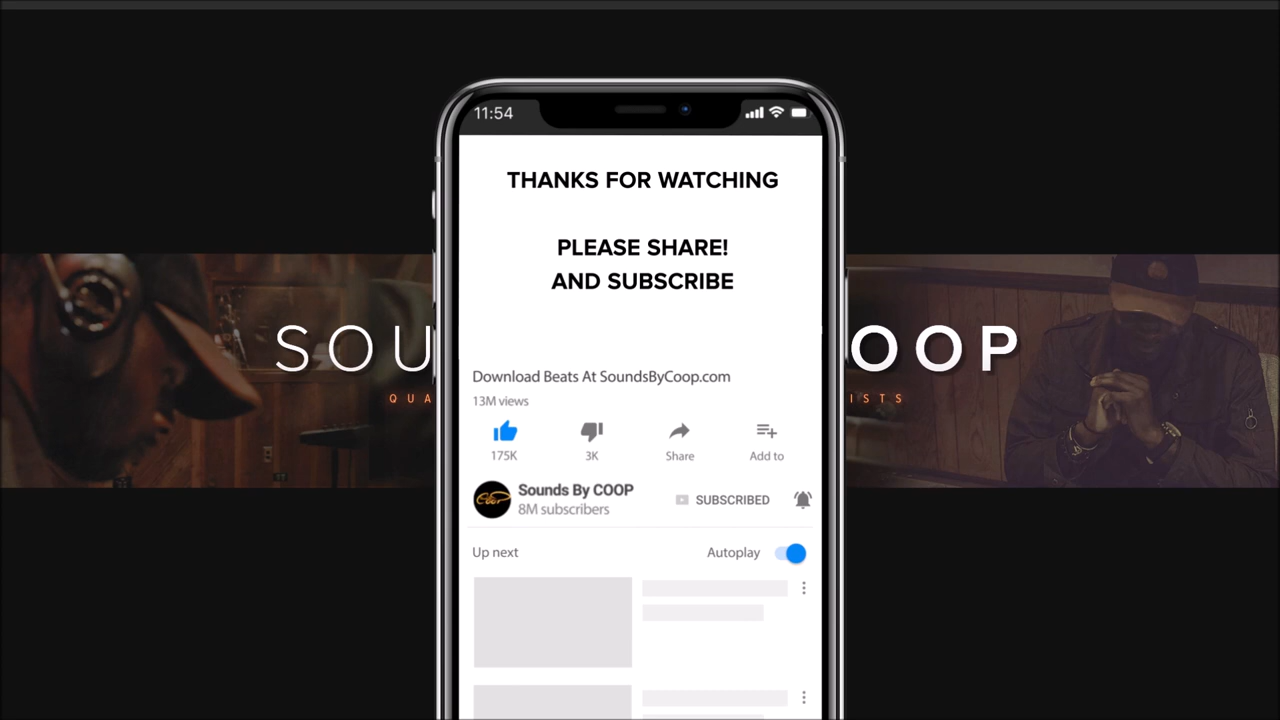 11:54
THANKS FOR WATCHING
PLEASE SHARE!
AND SUBSCRIBE
SOU OOP
QUA ISTS
Download Beats At SoundsByCoop.com
13M views
175K 3K Share Add to
Coop
Sounds By COOP
8M subscribers
SUBSCRIBED
Up next Autoplay